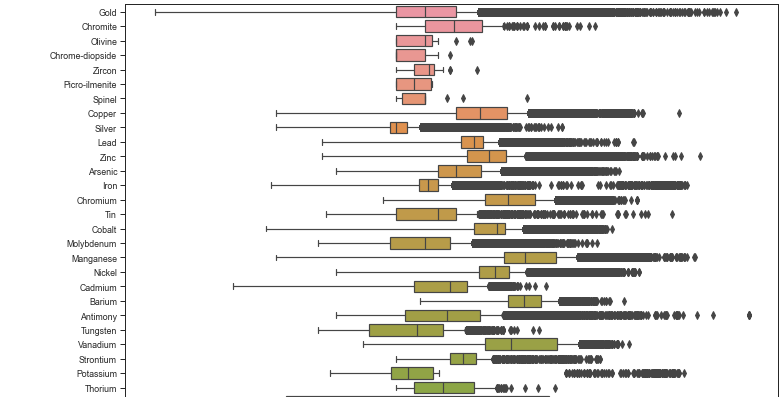 Gold
Chromite
Olivine
Chrome-diopside
Zircon
Picro-ilmenite
Spinel
Copper
Silver
Lead
Zinc
Arsenic
Iron
Chromium
Tin
Cobalt
Molybdenum
Manganese
Nickel
Cadmium
Barium
Antimony
Tungsten
Vanadium
Strontium
Potassium
Thorium